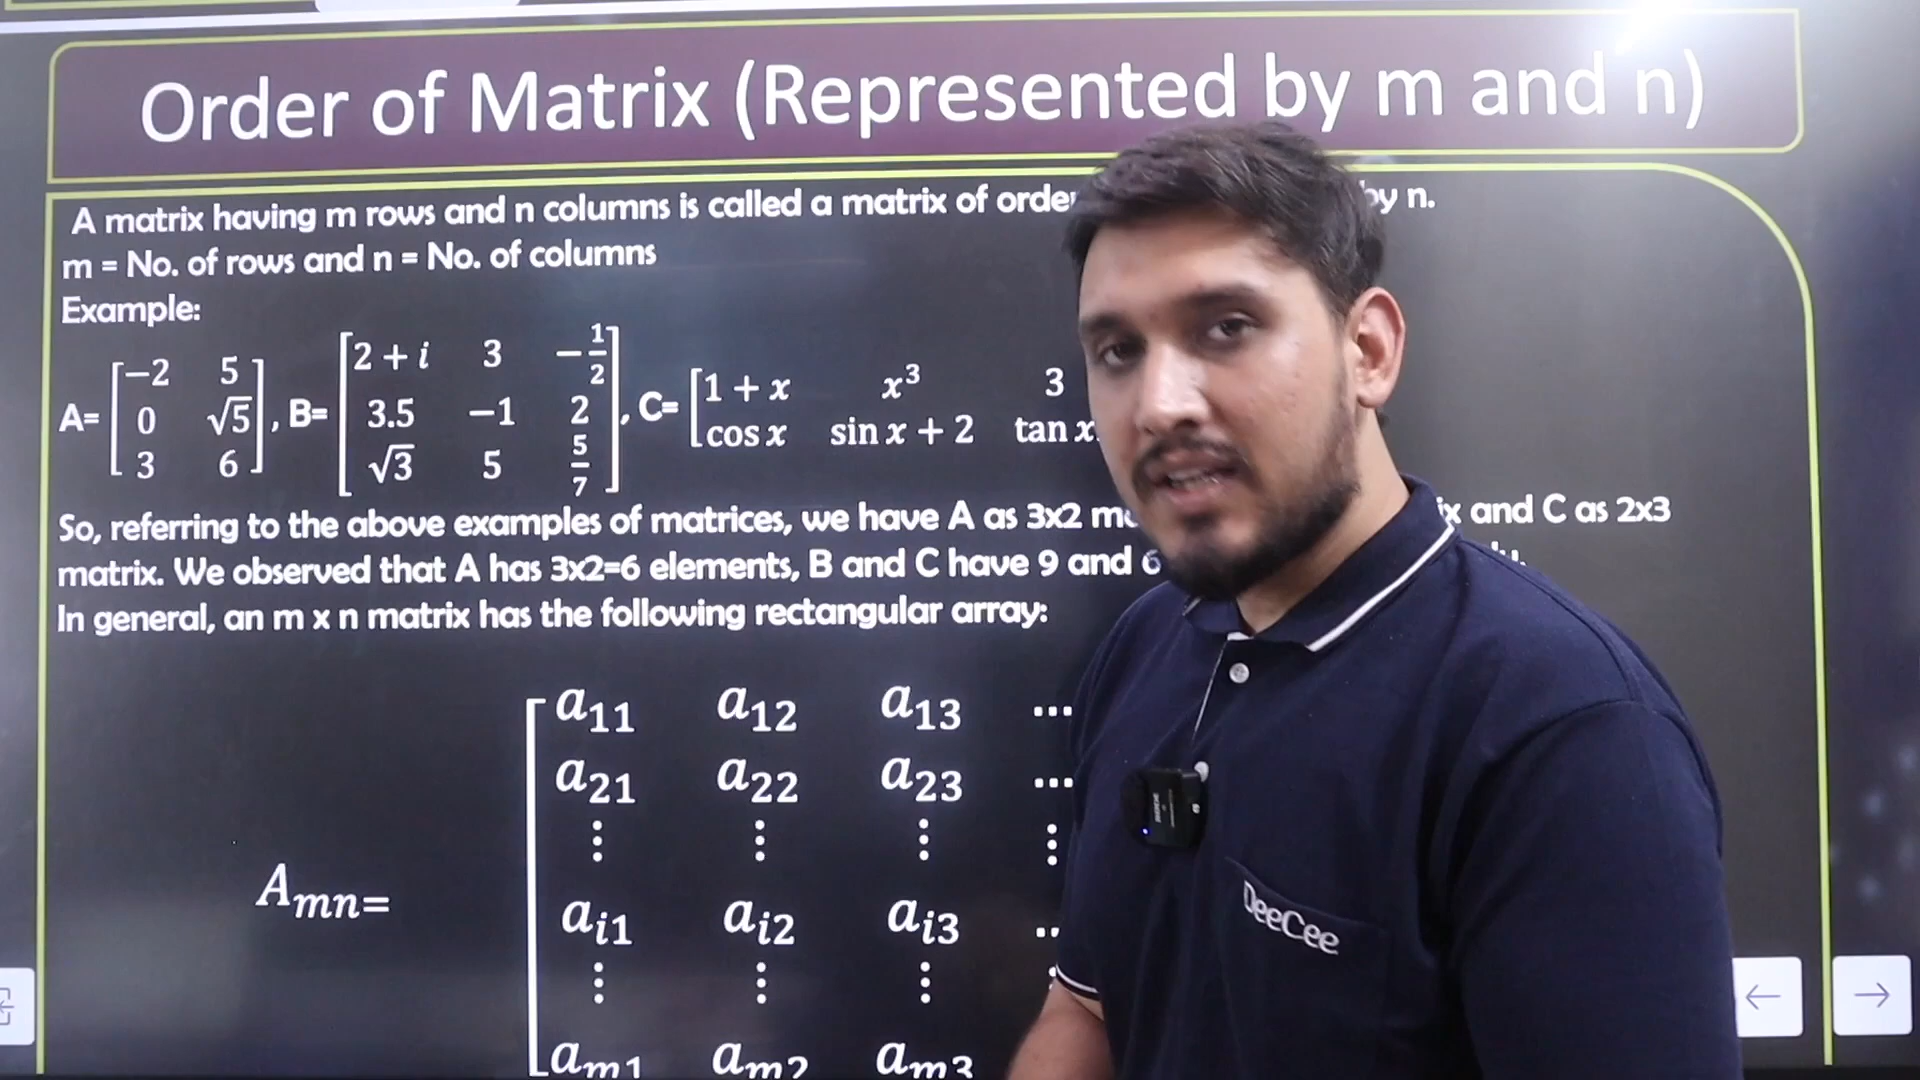 Order of Matrix (Represented by m and n)
A matrix having m rows and n columns is called a matrix of order by n.
m = No. of rows and n = No. of columns
Example:
A= [−2 5 0 √5 3 6], B= [2 + i 3 −1/2 3.5 −1 2 √3 5 5/7], C= [1 + x x³ 3 cos x sin x + 2 tan x
So, referring to the above examples of matrices, we have A as 3x2 and C as 2x3
matrix. We observed that A has 3x2=6 elements, B and C have 9 and 6
In general, an m x n matrix has the following rectangular array:
a11 a12 a13 ...
a21 a22 a23 ...
⋮ ⋮ ⋮ ⋮
Amn=
ai1 ai2 ai3 ..
⋮ ⋮ ⋮
am1 am2 am3
DeeCee